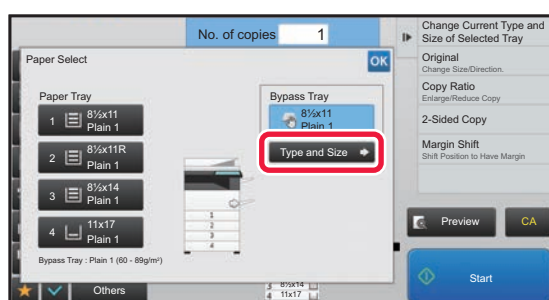 No. of copies 1
Paper Select
OK
Paper Tray
1 8½x11
Plain 1
2 8½x11R
Plain 1
3 8½x14
Plain 1
4 11x17
Plain 1
Bypass Tray : Plain 1 (60 - 89g/m²)
1
2
3
4
Bypass Tray
8½x11
Plain 1
Type and Size
Change Current Type and
Size of Selected Tray
Original
Change Size/Direction.
Copy Ratio
Enlarge/Reduce Copy
2-Sided Copy
Margin Shift
Shift Position to Have Margin
Preview
CA
Start
Others
3 8½x14
4 11x17